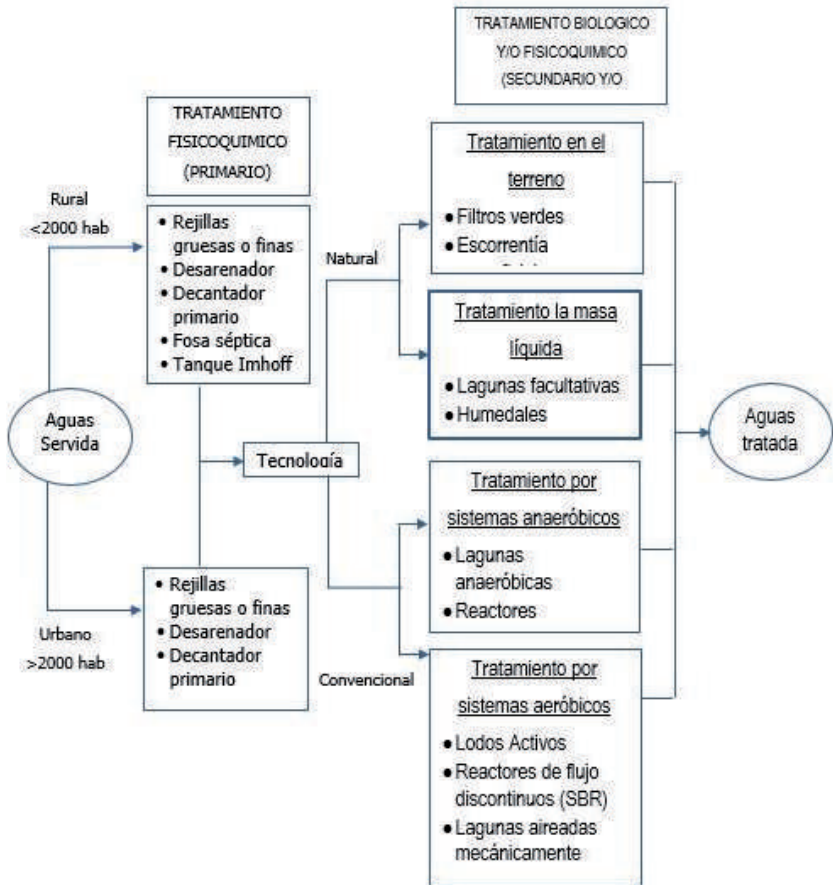 TRATAMIENTO BIOLOGICO
Y/O FISICOQUIMICO
(SECUNDARIO Y/O
TRATAMIENTO
FISICOQUIMICO
(PRIMARIO)
Rural
<2000 hab
• Rejillas
gruesas o finas
• Desarenador
• Decantador
primario
• Fosa séptica
• Tanque Imhoff
Aguas
Servida
Urbano
>2000 hab
• Rejillas
gruesas o finas
• Desarenador
• Decantador
primario
Tecnología
Natural
Convencional
Tratamiento en el
terreno
• Filtros verdes
• Escorrentía
Tratamiento la masa
líquida
• Lagunas facultativas
• Humedales
Tratamiento por
sistemas anaeróbicos
• Lagunas
anaeróbicas
• Reactores
Tratamiento por
sistemas aeróbicos
• Lodos Activos
• Reactores de flujo
discontinuos (SBR)
• Lagunas aireadas
mecánicamente
Aguas
tratada